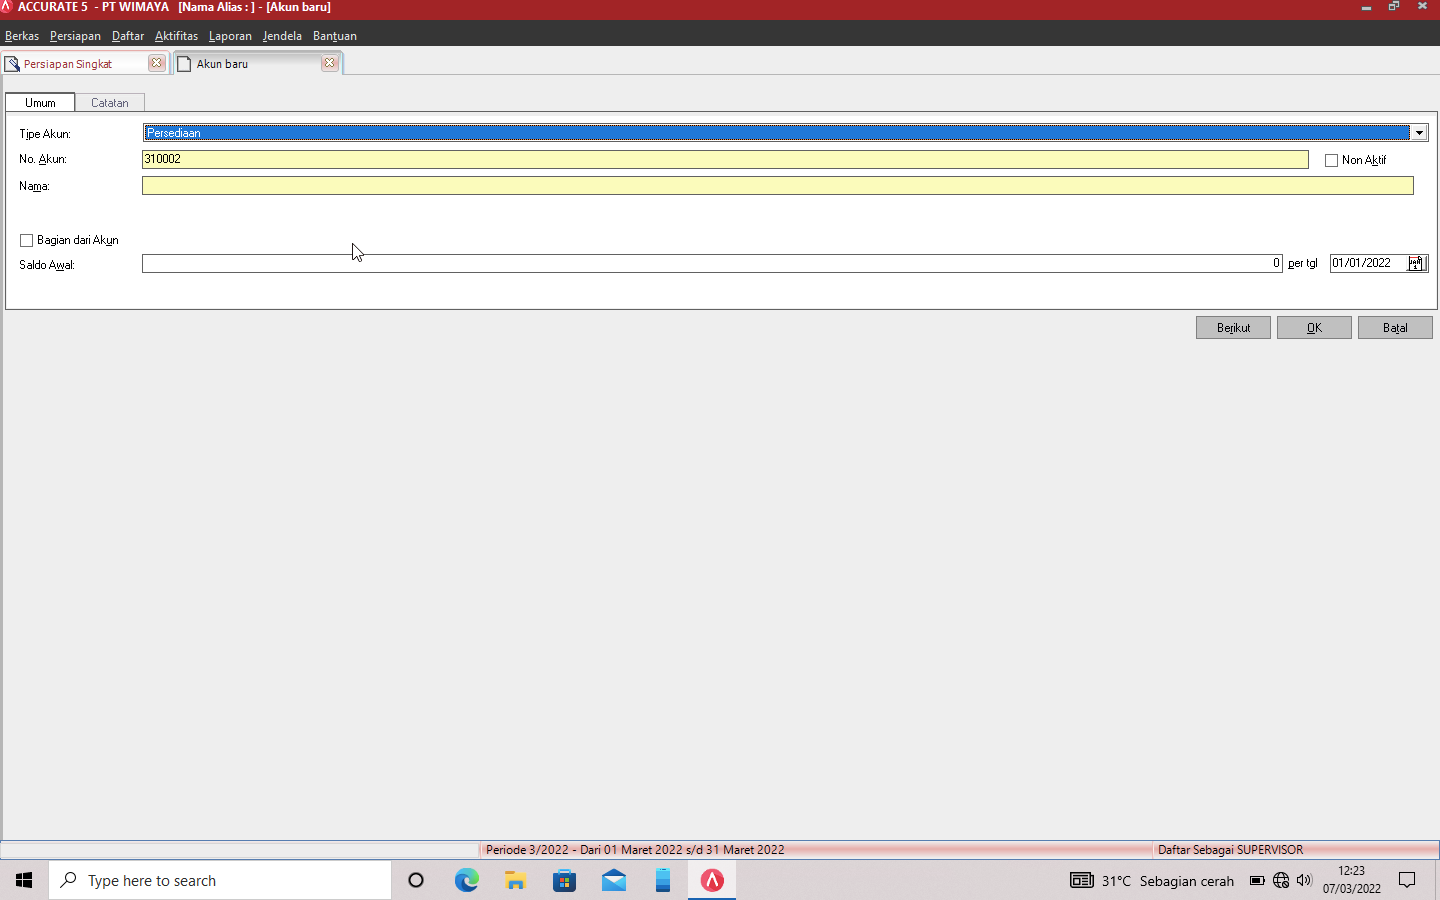 ACCURATE 5 - PT WIMAYA [Nama Alias : ] - [Akun baru]
Berkas Persiapan Daftar Aktifitas Laporan Jendela Bantuan
Persiapan Singkat Akun baru
Umum Catatan
Tipe Akun: Persediaan
No. Akun: 310002 Non Aktif
Nama:
Bagian dari Akun
Saldo Awal: 0 per tgl 01/01/2022
Berikut OK Batal
Periode 3/2022 - Dari 01 Maret 2022 s/d 31 Maret 2022 Daftar Sebagai SUPERVISOR
Type here to search 31°C Sebagian cerah 12:23
07/03/2022